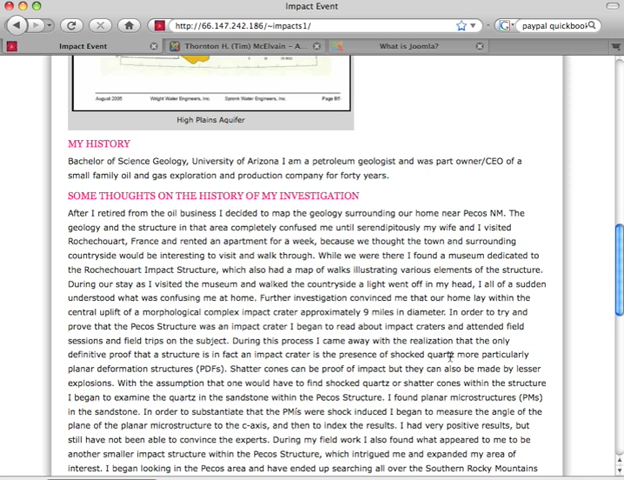 Impact Event
http://66.147.242.186/~impacts1/
paypal quickbook
Impact Event
Thornton H. (Tim) McElvain – A...
What is Joomla?
August 2005 Wright Water Engineers, Inc. Spronk Water Engineers, Inc. Page B5
High Plains Aquifer
MY HISTORY
Bachelor of Science Geology, University of Arizona I am a petroleum geologist and was part owner/CEO of a
small family oil and gas exploration and production company for forty years.
SOME THOUGHTS ON THE HISTORY OF MY INVESTIGATION
After I retired from the oil business I decided to map the geology surrounding our home near Pecos NM. The
geology and the structure in that area completely confused me until serendipitously my wife and I visited
Rochechouart, France and rented an apartment for a week, because we thought the town and surrounding
countryside would be interesting to visit and walk through. While we were there I found a museum dedicated to
the Rochechouart Impact Structure, which also had a map of walks illustrating various elements of the structure.
During our stay as I visited the museum and walked the countryside a light went off in my head, I all of a sudden
understood what was confusing me at home. Further investigation convinced me that our home lay within the
central uplift of a morphological complex impact crater approximately 9 miles in diameter. In order to try and
prove that the Pecos Structure was an impact crater I began to read about impact craters and attended field
sessions and field trips on the subject. During this process I came away with the realization that the only
definitive proof that a structure is in fact an impact crater is the presence of shocked quartz more particularly
planar deformation structures (PDFs). Shatter cones can be proof of impact but they can also be made by lesser
explosions. With the assumption that one would have to find shocked quartz or shatter cones within the structure
I began to examine the quartz in the sandstone within the Pecos Structure. I found planar microstructures (PMs)
in the sandstone. In order to substantiate that the PMís were shock induced I began to measure the angle of the
plane of the planar microstructure to the c-axis, and then to index the results. I had very positive results, but
still have not been able to convince the experts. During my field work I also found what appeared to me to be
another smaller impact structure within the Pecos Structure, which intrigued me and expanded my area of
interest. I began looking in the Pecos area and have ended up searching all over the Southern Rocky Mountains